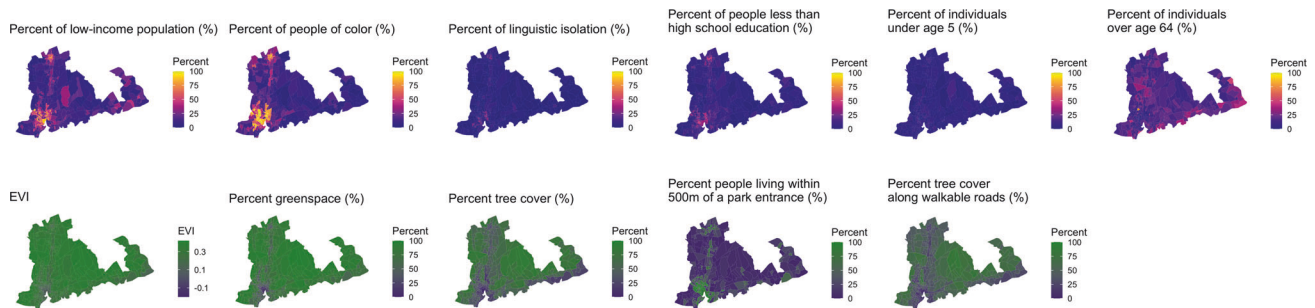 Percent of low-income population (%)
Percent
100
75
50
25
0
Percent of people of color (%)
Percent
100
75
50
25
0
Percent of linguistic isolation (%)
Percent
100
75
50
25
0
Percent of people less than
high school education (%)
Percent
100
75
50
25
0
Percent of individuals
under age 5 (%)
Percent
100
75
50
25
0
Percent of individuals
over age 64 (%)
Percent
100
75
50
25
0
EVI
EVI
0.3
0.1
-0.1
Percent greenspace (%)
Percent
100
75
50
25
0
Percent tree cover (%)
Percent
100
75
50
25
0
Percent people living within
500m of a park entrance (%)
Percent
100
75
50
25
0
Percent tree cover
along walkable roads (%)
Percent
100
75
50
25
0